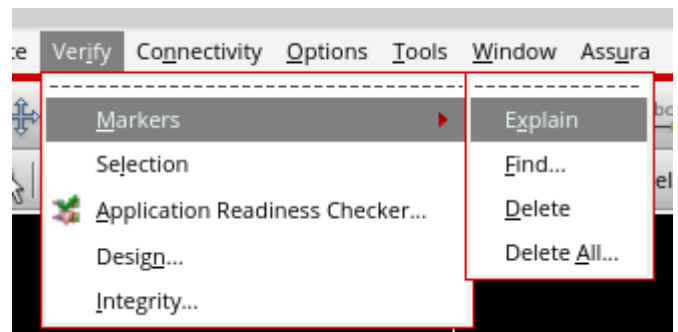 Verify Connectivity Options Tools Window Assura
Markers
Selection
Application Readiness Checker...
Design...
Integrity...
Explain
Find...
Delete
Delete All...